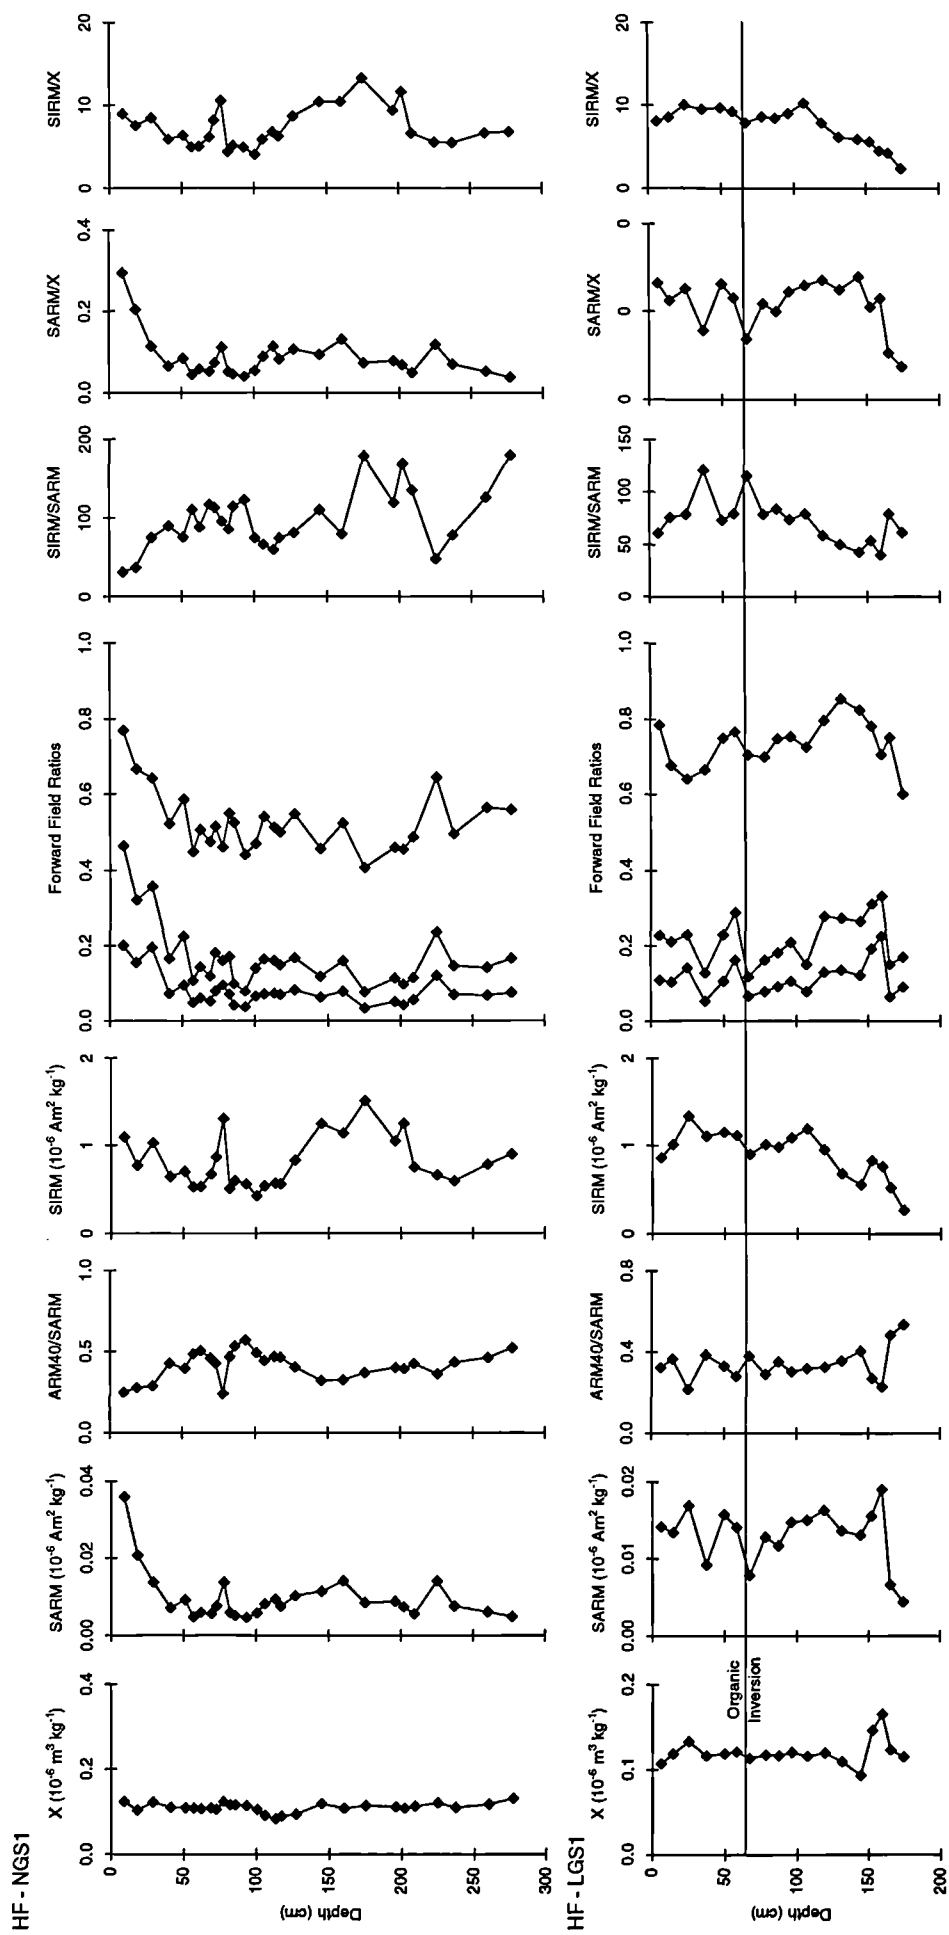 HF - NGS1
X (10⁻⁶ m³ kg⁻¹)
0.0 0.2 0.4
SARM (10⁻⁶ Am² kg⁻¹)
0.00 0.02 0.04
ARM40/SARM
0.0 0.5 1.0
SIRM (10⁻⁶ Am² kg⁻¹)
0 1 2
Forward Field Ratios
0.0 0.2 0.4 0.6 0.8 1.0
SIRM/SARM
0 100 200
SARM/X
0.0 0.2 0.4
SIRM/X
0 10 20
Depth (cm)
0
50
100
150
200
250
300
HF - LGS1
X (10⁻⁶ m³ kg⁻¹)
0.0 0.1 0.2
SARM (10⁻⁶ Am² kg⁻¹)
0.00 0.01 0.02
ARM40/SARM
0.0 0.4 0.8
SIRM (10⁻⁶ Am² kg⁻¹)
0 1 2
Forward Field Ratios
0.0 0.2 0.4 0.6 0.8 1.0
SIRM/SARM
0 50 100 150
SARM/X
0 0 0
SIRM/X
0 10 20
Depth (cm)
0
50
100
150
200
Organic
Inversion